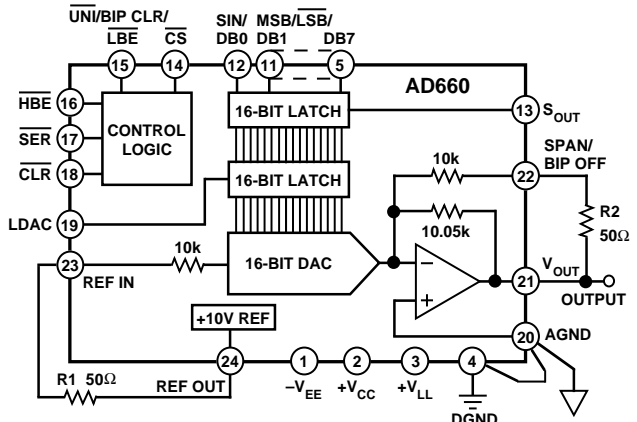 UNI/BIP CLR/
LBE
CS
SIN/
DB0
MSB/LSB/
DB1
DB7
15
14
12
11
5
AD660
HBE
16
SER
17
CLR
18
CONTROL
LOGIC
16-BIT LATCH
13
SOUT
SPAN/
BIP OFF
10k
22
16-BIT LATCH
LDAC
19
10.05k
R2
50Ω
10k
23
REF IN
16-BIT DAC
–
+
VOUT
21
OUTPUT
+10V REF
20
AGND
24
1
2
3
4
R1 50Ω
REF OUT
–VEE
+VCC
+VLL
DGND